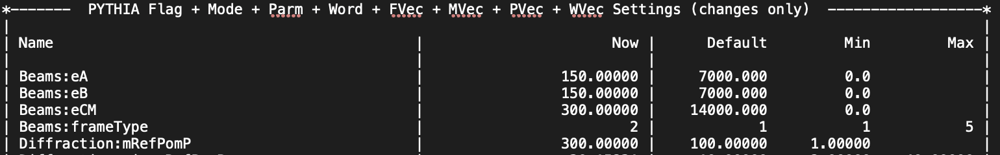 *------- PYTHIA Flag + Mode + Parm + Word + FVec + MVec + PVec + WVec Settings (changes only) ------------------*
| Name | Now | Default Min Max |
| Beams:eA | 150.00000 | 7000.000 0.0 |
| Beams:eB | 150.00000 | 7000.000 0.0 |
| Beams:eCM | 300.00000 | 14000.000 0.0 |
| Beams:frameType | 2 | 1 1 5 |
| Diffraction:mRefPomP | 300.00000 | 100.00000 1.00000 |